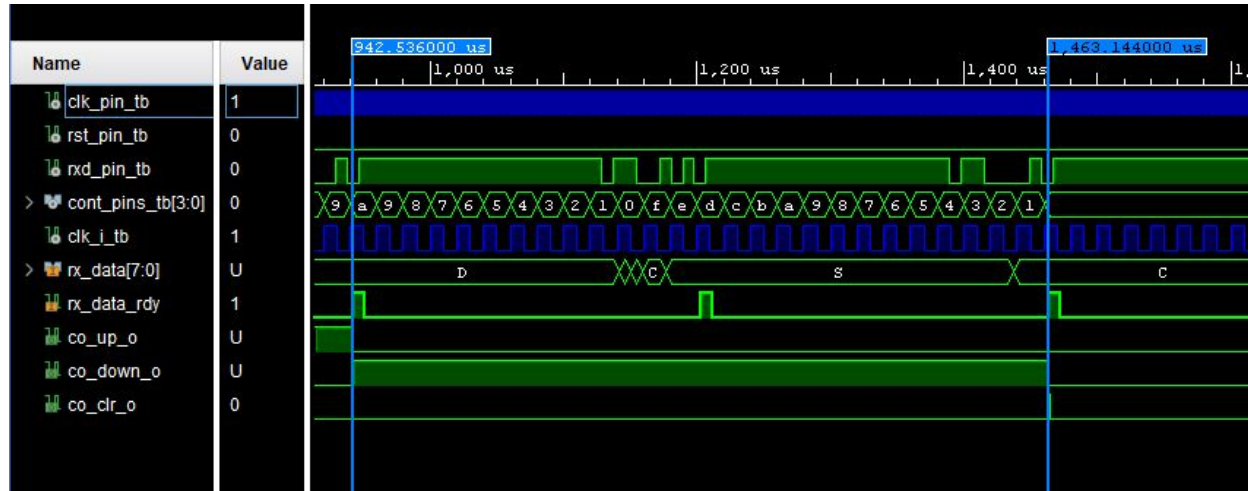 942.536000 us 1,463.144000 us
Name Value 1,000 us 1,200 us 1,400 us 1,
clk_pin_tb 1
rst_pin_tb 0
rxd_pin_tb 0
cont_pins_tb[3:0] 0 9 a 9 8 7 6 5 4 3 2 1 0 f e d c b a 9 8 7 6 5 4 3 2 1
clk_i_tb 1
rx_data[7:0] U D C S C
rx_data_rdy 1
co_up_o U
co_down_o U
co_clr_o 0